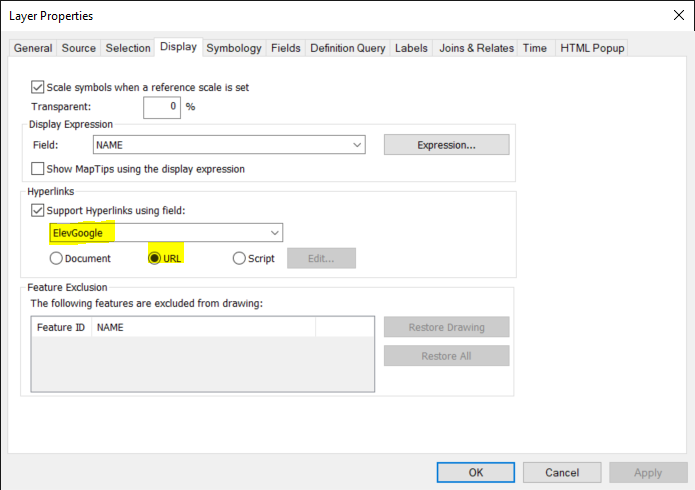 Layer Properties
General Source Selection Display Symbology Fields Definition Query Labels Joins & Relates Time HTML Popup
Scale symbols when a reference scale is set
Transparent: 0 %
Display Expression
Field: NAME Expression...
Show MapTips using the display expression
Hyperlinks
Support Hyperlinks using field:
ElevGoogle
Document URL Script Edit...
Feature Exclusion
The following features are excluded from drawing:
Feature ID NAME Restore Drawing
Restore All
OK Cancel Apply